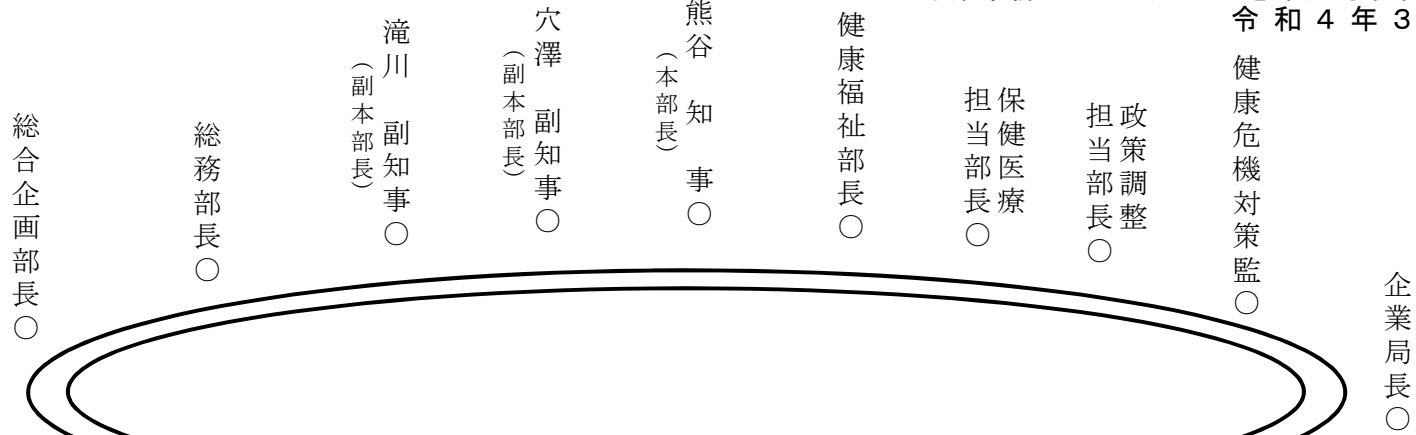 令和４年３
企業局長○
健康危機対策監○
政策調整
担当部長○
保健医療
担当部長○
健康福祉部長○
熊谷 知 事○
（本部長）
穴澤 副知事○
（副本部長）
滝川 副知事○
（副本部長）
総務部長○
総合企画部長○